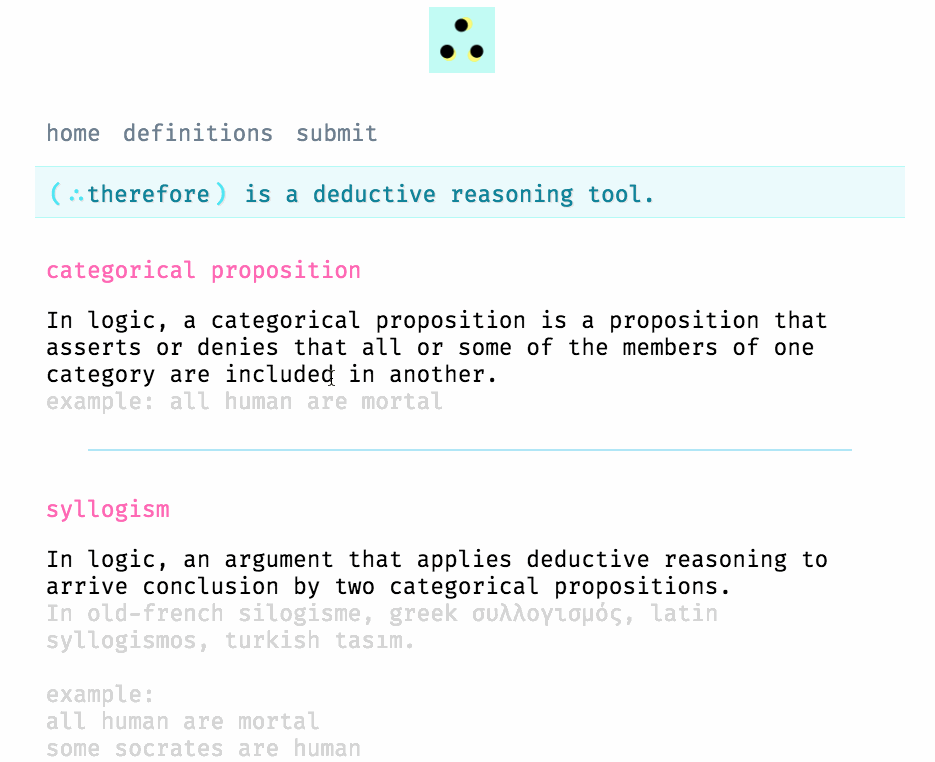 home definitions submit
(∴therefore) is a deductive reasoning tool.
categorical proposition
In logic, a categorical proposition is a proposition that
asserts or denies that all or some of the members of one
category are included in another.
example: all human are mortal
syllogism
In logic, an argument that applies deductive reasoning to
arrive conclusion by two categorical propositions.
In old-french silogisme, greek συλλογισμός, latin
syllogismos, turkish tasım.
example:
all human are mortal
some socrates are human